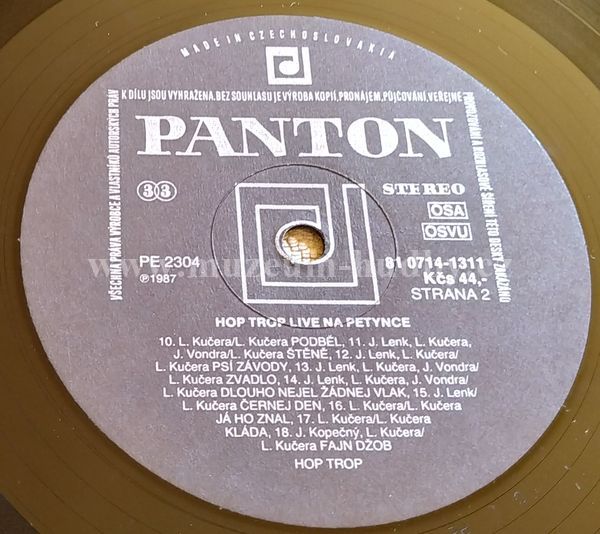 MADE IN CZECHOSLOVAKIA
VŠECHNA PRÁVA VÝROBCE A VLASTNÍKŮ AUTORSKÝCH PRÁV
K DÍLU JSOU VYHRAŽENA. BEZ SOUHLASU JE VÝROBA KOPIÍ, PRONÁJEM, PŮJČOVÁNÍ, VEŘEJNÉ
PROVOZOVÁNÍ A ROZHLASOVÉ ŠÍŘENÍ TÉTO DESKY ZAKÁZÁNO
PANTON
33
STEREO
OSA
OSVU
PE 2304
81 0714-1311
℗1987
Kčs 44,-
STRANA 2
www.muzeum-hudby.cz
HOP TROP LIVE NA PETYNCE
10. L. Kučera/L. Kučera PODBĚL, 11. J. Lenk, L. Kučera,
J. Vondra/L. Kučera ŠTĚNĚ, 12. J. Lenk, L. Kučera/
L. Kučera PSÍ ZÁVODY, 13. J. Lenk, L. Kučera, J. Vondra/
L. Kučera ZVADLO, 14. J. Lenk, L. Kučera, J. Vondra/
L. Kučera DLOUHO NEJEL ŽÁDNEJ VLAK, 15. J. Lenk/
L. Kučera ČERNEJ DEN, 16. L. Kučera/L. Kučera
JÁ HO ZNAL, 17. L. Kučera/L. Kučera
KLÁDA, 18. J. Kopečný, L. Kučera/
L. Kučera FAJN DŽOB
HOP TROP